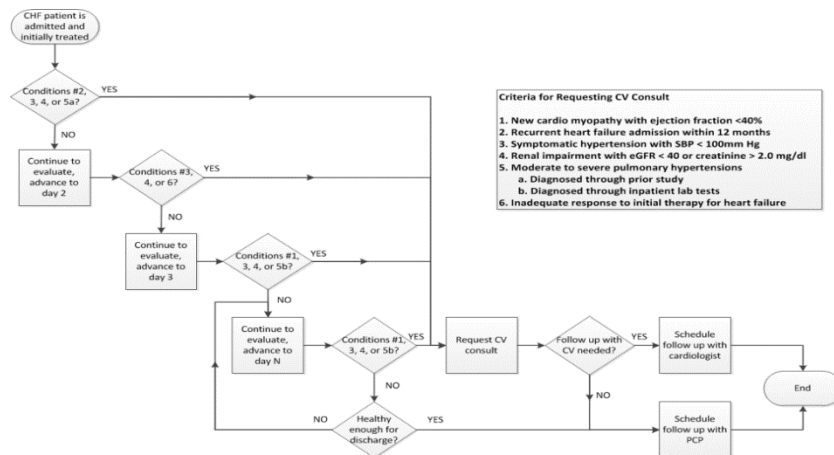 CHF patient is
admitted and
initially treated
Conditions #2,
3, 4, or 5a?
YES
NO
Continue to
evaluate,
advance to
day 2
Conditions #3,
4, or 6?
YES
NO
Continue to
evaluate,
advance to
day 3
Conditions #1,
3, 4, or 5b?
YES
NO
Continue to
evaluate,
advance to
day N
Conditions #1,
3, 4, or 5b?
YES
NO
Healthy
enough for
discharge?
NO
YES
Request CV
consult
Follow up with
CV needed?
YES
NO
Schedule
follow up with
cardiologist
Schedule
follow up with
PCP
End
Criteria for Requesting CV Consult
1. New cardio myopathy with ejection fraction <40%
2. Recurrent heart failure admission within 12 months
3. Symptomatic hypertension with SBP < 100mm Hg
4. Renal impairment with eGFR < 40 or creatinine > 2.0 mg/dl
5. Moderate to severe pulmonary hypertensions
a. Diagnosed through prior study
b. Diagnosed through inpatient lab tests
6. Inadequate response to initial therapy for heart failure